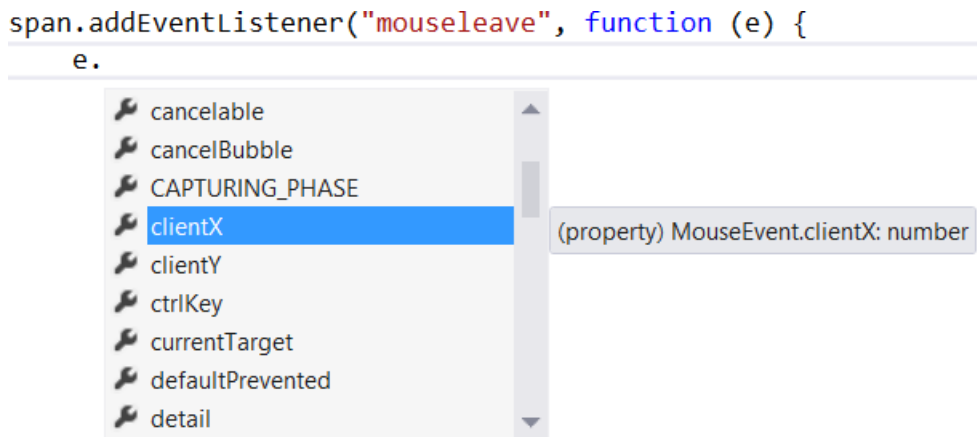 span.addEventListener("mouseleave", function (e) {
e.
cancelable
cancelBubble
CAPTURING_PHASE
clientX
(property) MouseEvent.clientX: number
clientY
ctrlKey
currentTarget
defaultPrevented
detail